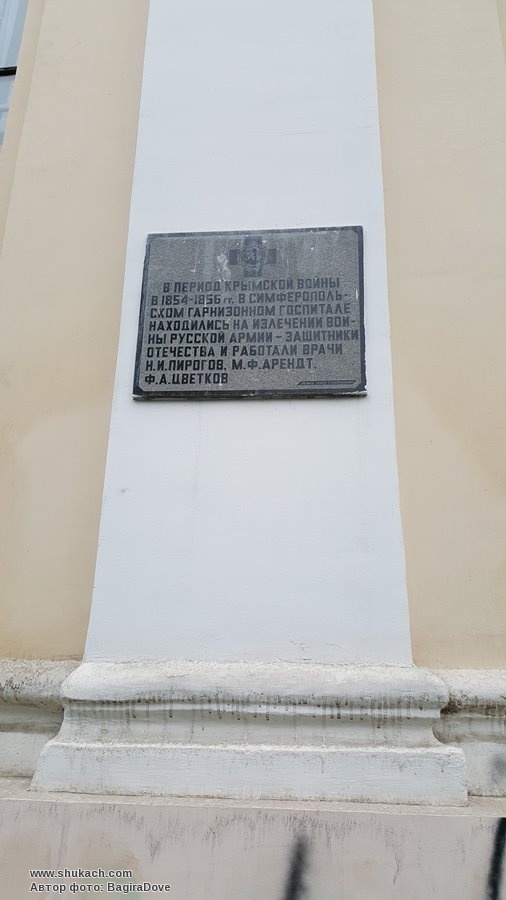 В ПЕРИОД КРЫМСКОЙ ВОЙНЫ
В 1854-1856 гг. В СИМФЕРОПОЛЬ-
СКОМ ГАРНИЗОННОМ ГОСПИТАЛЕ
НАХОДИЛИСЬ НА ИЗЛЕЧЕНИИ ВОИ-
НЫ РУССКОЙ АРМИИ – ЗАЩИТНИКИ
ОТЕЧЕСТВА И РАБОТАЛИ ВРАЧИ
Н.И.ПИРОГОВ, М.Ф.АРЕНДТ,
Ф.А.ЦВЕТКОВ
www.shukach.com
Автор фото: BagiraDove